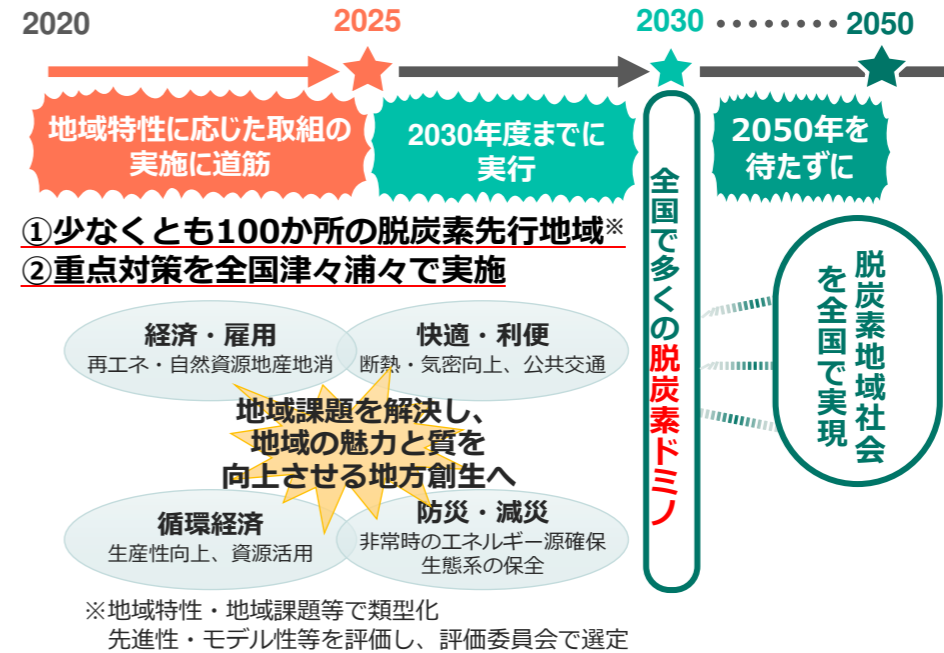 2020
2025
2030 ・・・・・・・・ 2050
地域特性に応じた取組の
実施に道筋
2030年度までに
実行
2050年を
待たずに
①少なくとも100か所の脱炭素先行地域※
②重点対策を全国津々浦々で実施
経済・雇用
再エネ・自然資源地産地消
快適・利便
断熱・気密向上、公共交通
地域課題を解決し、
地域の魅力と質を
向上させる地方創生へ
循環経済
生産性向上、資源活用
防災・減災
非常時のエネルギー源確保
生態系の保全
全国で多くの脱炭素ドミノ
脱炭素地域社会
を全国で実現
※地域特性・地域課題等で類型化
先進性・モデル性等を評価し、評価委員会で選定